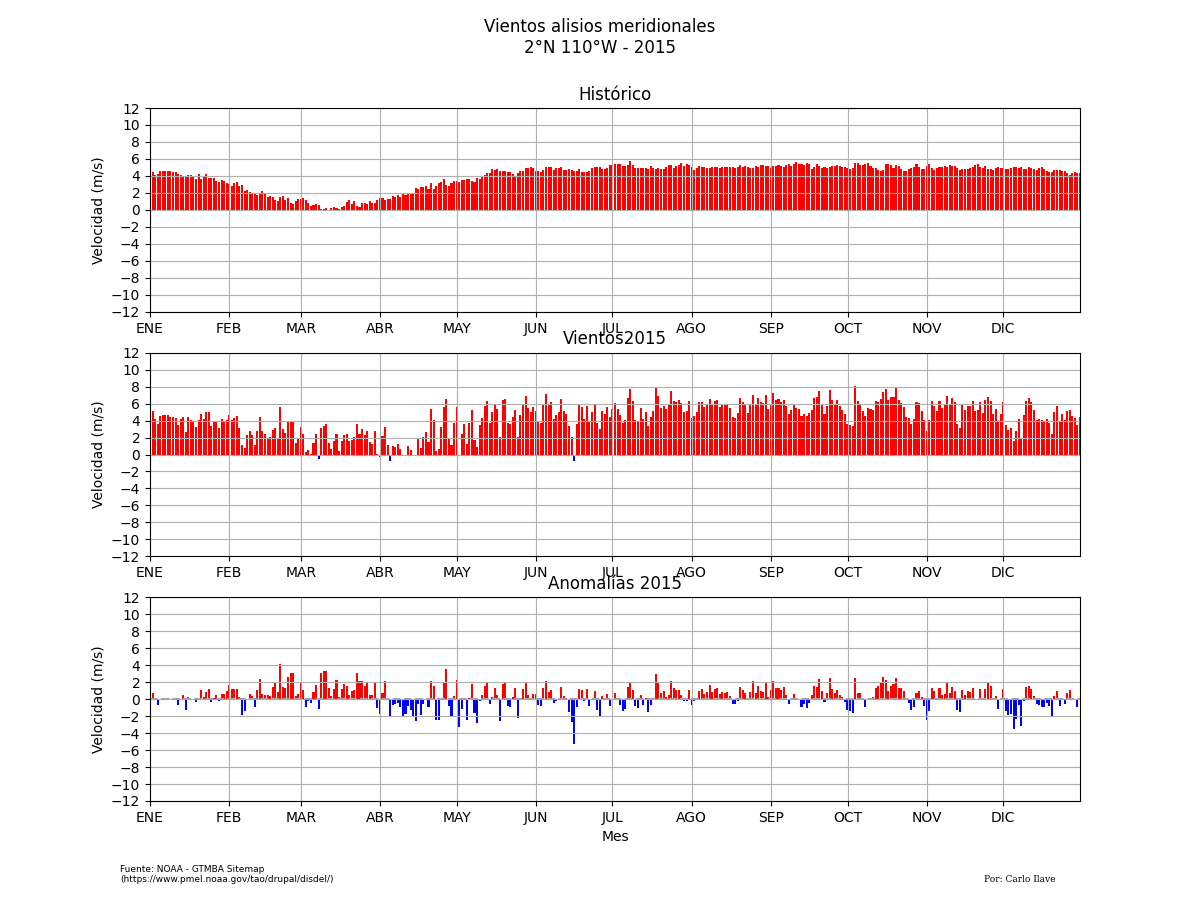 Vientos alisios meridionales
2°N 110°W - 2015
Histórico
12
10
8
6
4
2
0
−2
−4
−6
−8
−10
−12
Velocidad (m/s)
ENE FEB MAR ABR MAY JUN JUL AGO SEP OCT NOV DIC
Vientos2015
12
10
8
6
4
2
0
−2
−4
−6
−8
−10
−12
Velocidad (m/s)
ENE FEB MAR ABR MAY JUN JUL AGO SEP OCT NOV DIC
Anomalías 2015
12
10
8
6
4
2
0
−2
−4
−6
−8
−10
−12
Velocidad (m/s)
ENE FEB MAR ABR MAY JUN JUL AGO SEP OCT NOV DIC
Mes
Fuente: NOAA - GTMBA Sitemap
(https://www.pmel.noaa.gov/tao/drupal/disdel/)
Por: Carlo Ilave